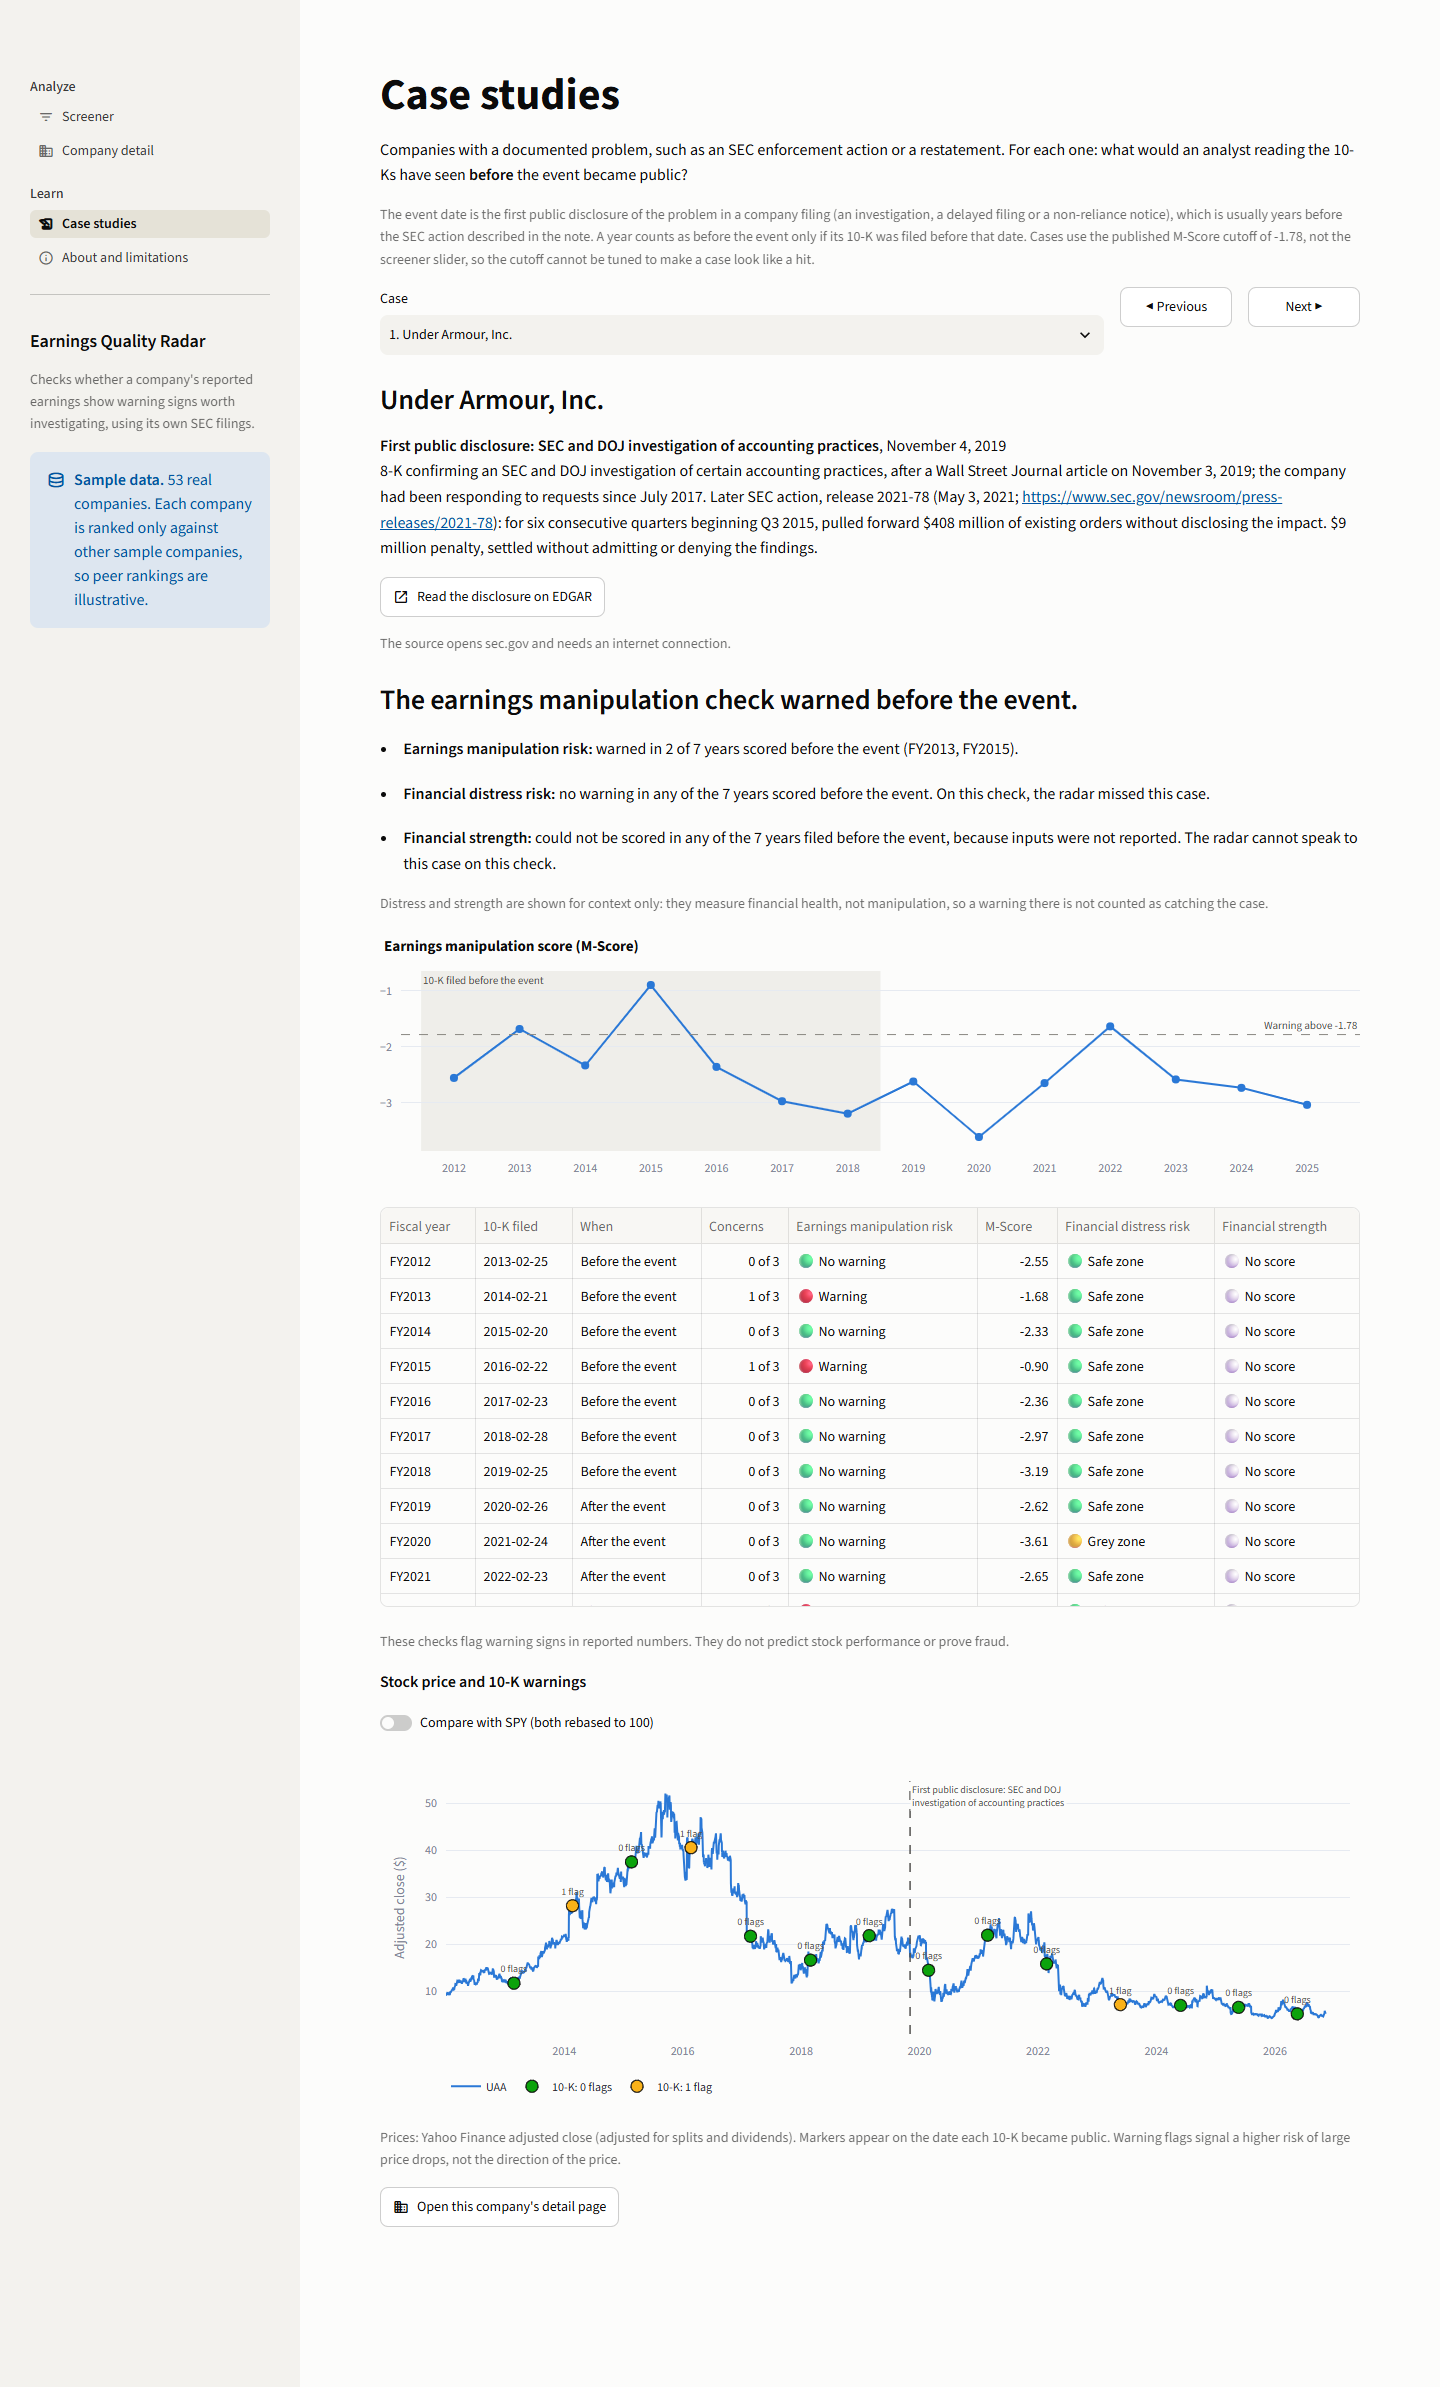 Analyze
Screener
Company detail
Learn
Case studies
About and limitations
Earnings Quality Radar
Checks whether a company's reported
earnings show warning signs worth
investigating, using its own SEC filings.
Sample data. 53 real
companies. Each company
is ranked only against
other sample companies,
so peer rankings are
illustrative.
Case studies
Companies with a documented problem, such as an SEC enforcement action or a restatement. For each one: what would an analyst reading the 10-
Ks have seen before the event became public?
The event date is the first public disclosure of the problem in a company filing (an investigation, a delayed filing or a non-reliance notice), which is usually years before
the SEC action described in the note. A year counts as before the event only if its 10-K was filed before that date. Cases use the published M-Score cutoff of -1.78, not the
screener slider, so the cutoff cannot be tuned to make a case look like a hit.
Case
1. Under Armour, Inc.
◂ Previous
Next ▸
Under Armour, Inc.
First public disclosure: SEC and DOJ investigation of accounting practices, November 4, 2019
8-K confirming an SEC and DOJ investigation of certain accounting practices, after a Wall Street Journal article on November 3, 2019; the company
had been responding to requests since July 2017. Later SEC action, release 2021-78 (May 3, 2021; https://www.sec.gov/newsroom/press-
releases/2021-78): for six consecutive quarters beginning Q3 2015, pulled forward $408 million of existing orders without disclosing the impact. $9
million penalty, settled without admitting or denying the findings.
Read the disclosure on EDGAR
The source opens sec.gov and needs an internet connection.
The earnings manipulation check warned before the event.
• Earnings manipulation risk: warned in 2 of 7 years scored before the event (FY2013, FY2015).
• Financial distress risk: no warning in any of the 7 years scored before the event. On this check, the radar missed this case.
• Financial strength: could not be scored in any of the 7 years filed before the event, because inputs were not reported. The radar cannot speak to
this case on this check.
Distress and strength are shown for context only: they measure financial health, not manipulation, so a warning there is not counted as catching the case.
Earnings manipulation score (M-Score)
10-K filed before the event
−1
Warning above -1.78
−2
−3
2012 2013 2014 2015 2016 2017 2018 2019 2020 2021 2022 2023 2024 2025
Fiscal year 10-K filed When Concerns Earnings manipulation risk M-Score Financial distress risk Financial strength
FY2012 2013-02-25 Before the event 0 of 3 No warning -2.55 Safe zone No score
FY2013 2014-02-21 Before the event 1 of 3 Warning -1.68 Safe zone No score
FY2014 2015-02-20 Before the event 0 of 3 No warning -2.33 Safe zone No score
FY2015 2016-02-22 Before the event 1 of 3 Warning -0.90 Safe zone No score
FY2016 2017-02-23 Before the event 0 of 3 No warning -2.36 Safe zone No score
FY2017 2018-02-28 Before the event 0 of 3 No warning -2.97 Safe zone No score
FY2018 2019-02-25 Before the event 0 of 3 No warning -3.19 Safe zone No score
FY2019 2020-02-26 After the event 0 of 3 No warning -2.62 Safe zone No score
FY2020 2021-02-24 After the event 0 of 3 No warning -3.61 Grey zone No score
FY2021 2022-02-23 After the event 0 of 3 No warning -2.65 Safe zone No score
These checks flag warning signs in reported numbers. They do not predict stock performance or prove fraud.
Stock price and 10-K warnings
Compare with SPY (both rebased to 100)
First public disclosure: SEC and DOJ
investigation of accounting practices
Adjusted close ($)
50
40
30
20
10
0 flags
1 flag
0 flags
1 flag
0 flags
0 flags
0 flags
0 flags
0 flags
0 flags
1 flag
0 flags
0 flags
0 flags
2014 2016 2018 2020 2022 2024 2026
UAA 10-K: 0 flags 10-K: 1 flag
Prices: Yahoo Finance adjusted close (adjusted for splits and dividends). Markers appear on the date each 10-K became public. Warning flags signal a higher risk of large
price drops, not the direction of the price.
Open this company's detail page